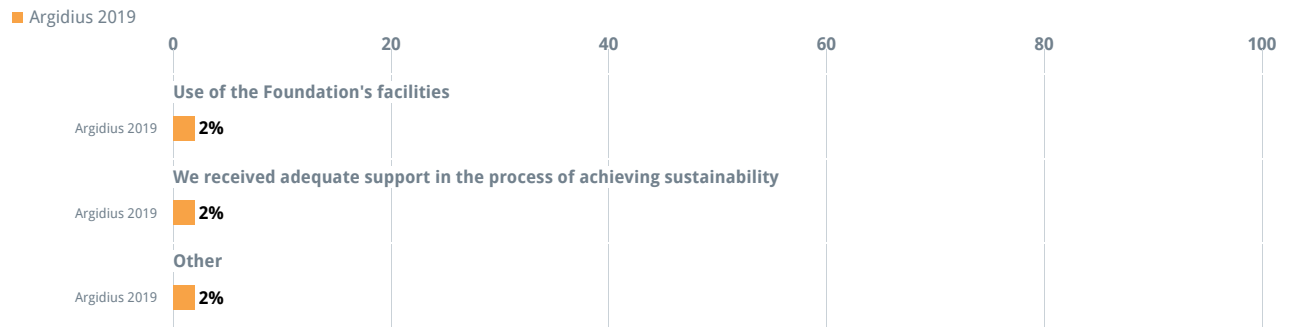 Argidius 2019
0 20 40 60 80 100
Use of the Foundation's facilities
Argidius 2019 2%
We received adequate support in the process of achieving sustainability
Argidius 2019 2%
Other
Argidius 2019 2%